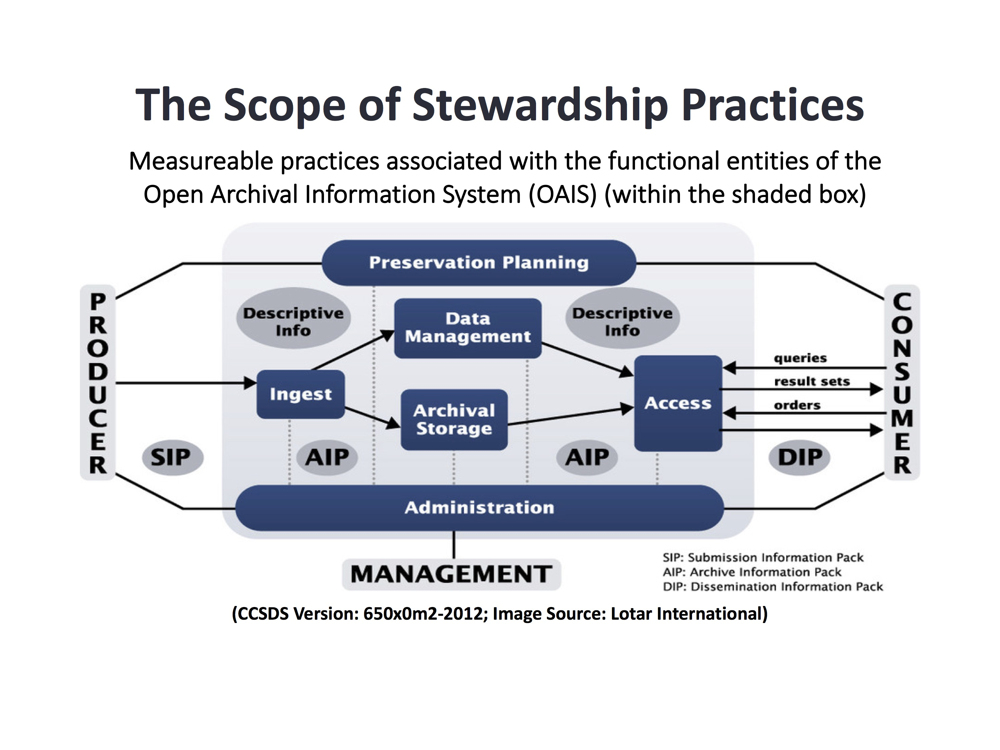 The Scope of Stewardship Practices
Measureable practices associated with the functional entities of the
Open Archival Information System (OAIS) (within the shaded box)
Preservation Planning
PRODUCER
Descriptive
Info
Data
Management
Descriptive
Info
CONSUMER
queries
result sets
orders
Ingest
Archival
Storage
Access
SIP
AIP
AIP
DIP
Administration
MANAGEMENT
SIP: Submission Information Pack
AIP: Archive Information Pack
DIP: Dissemination Information Pack
(CCSDS Version: 650x0m2-2012; Image Source: Lotar International)